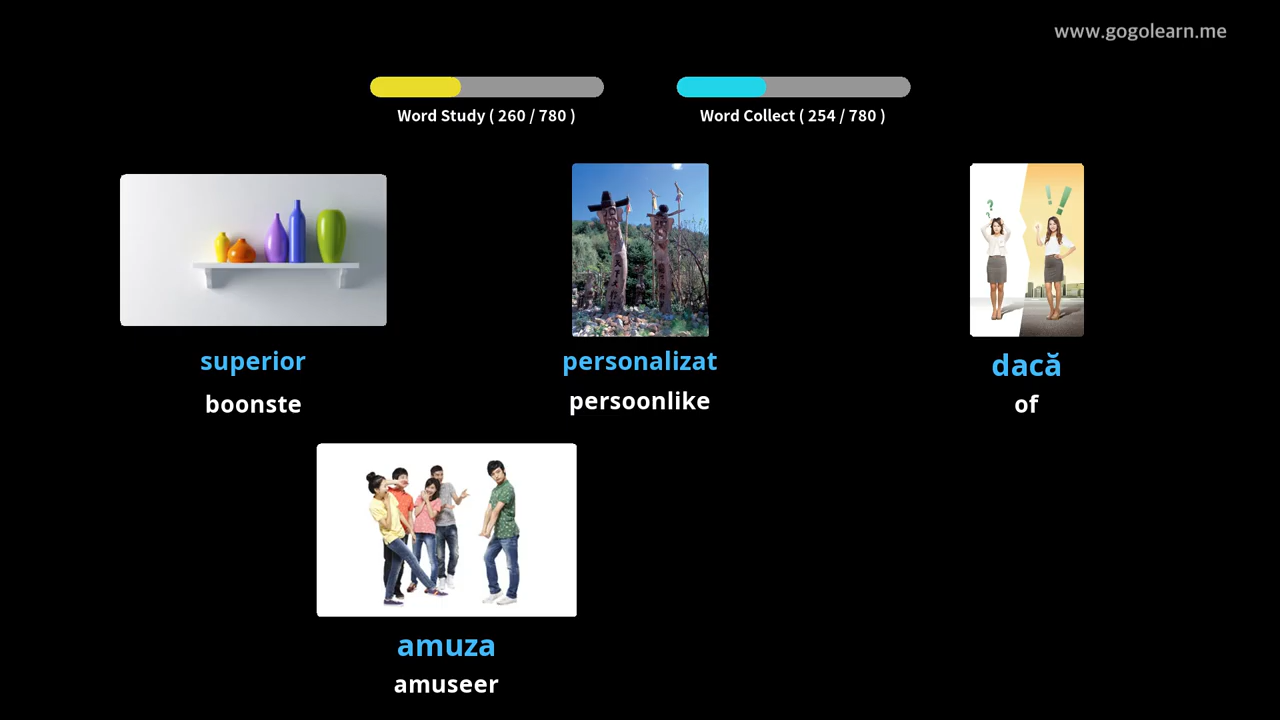 www.gogolearn.me
Word Study ( 260 / 780 )
Word Collect ( 254 / 780 )
superior
personalizat
dacă
boonste
persoonlike
of
amuza
amuseer